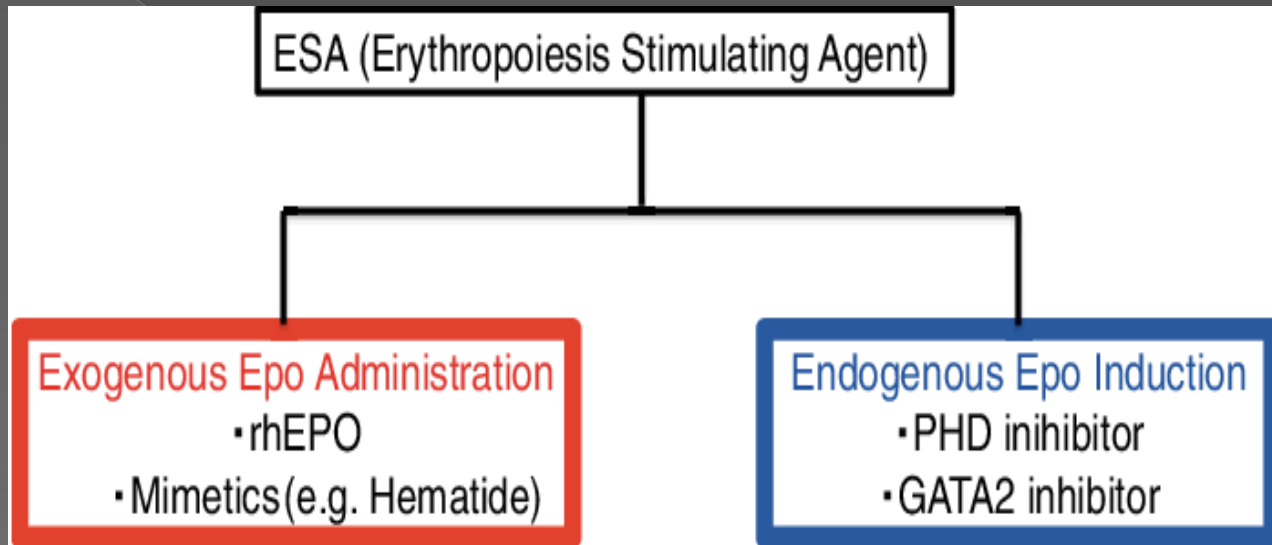 ESA (Erythropoiesis Stimulating Agent)
Exogenous Epo Administration
・rhEPO
・Mimetics(e.g. Hematide)
Endogenous Epo Induction
・PHD inihibitor
・GATA2 inhibitor